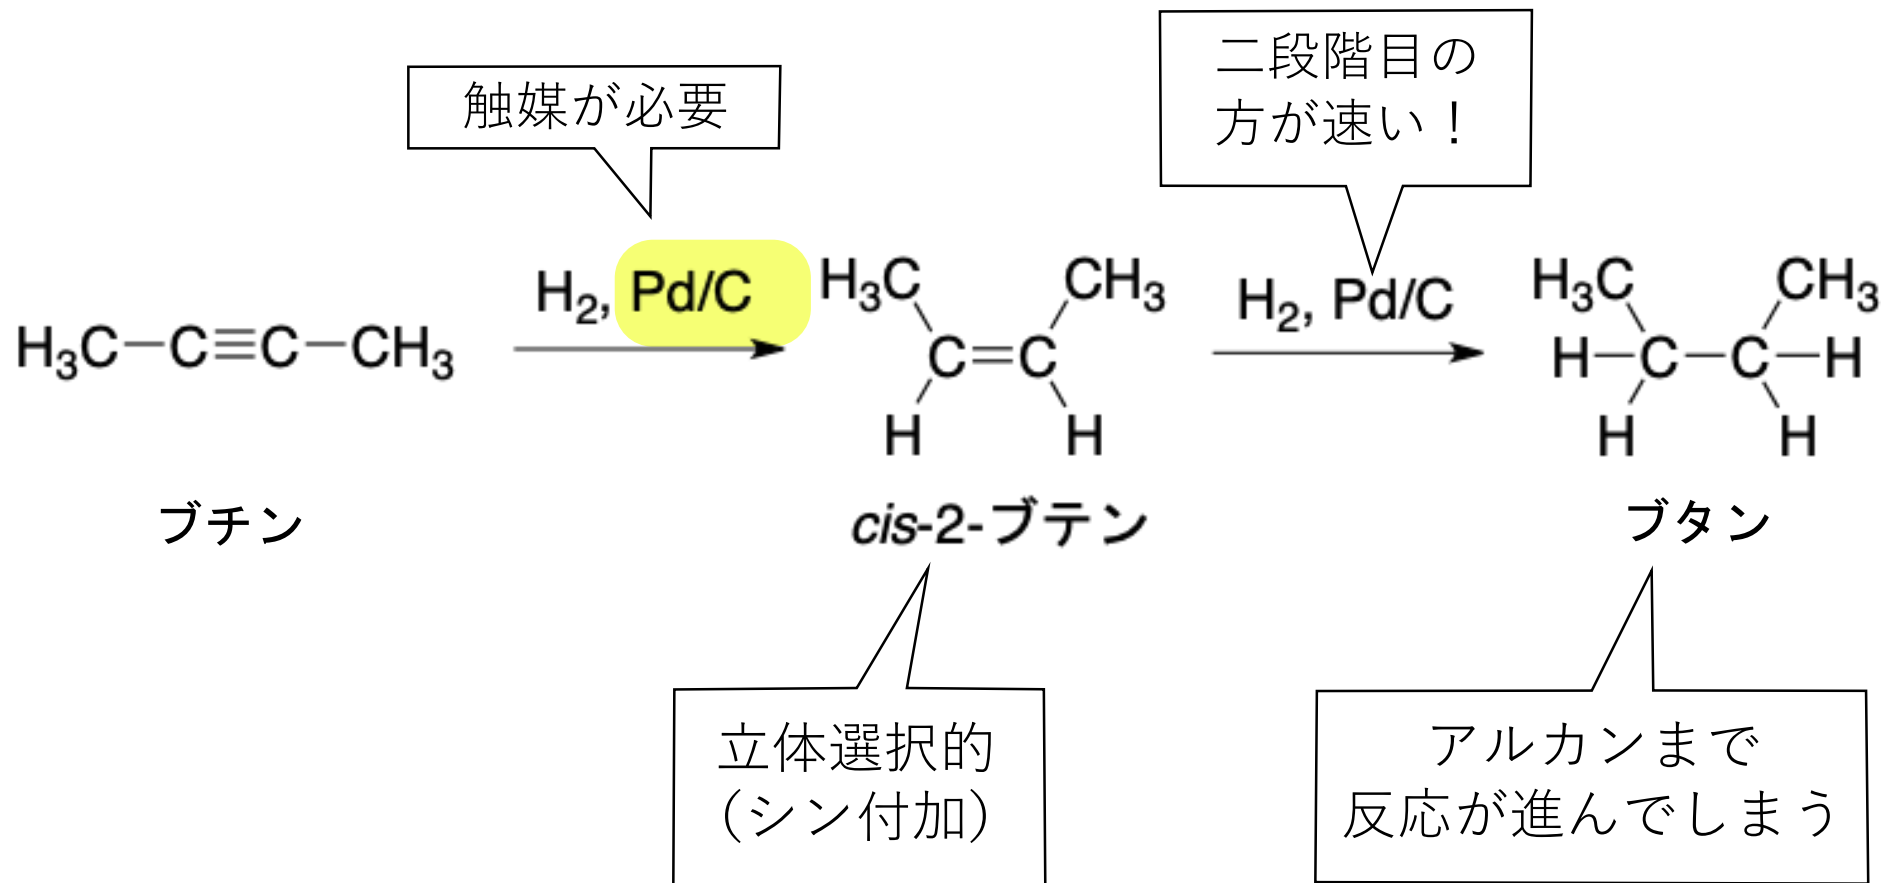 触媒が必要
二段階目の
方が速い！
H₂, Pd/C
H₂, Pd/C
H₃C－C≡C－CH₃
H₃C
CH₃
C=C
H
H
H₃C
CH₃
H－C－C－H
H
H
ブチン
cis-2-ブテン
ブタン
立体選択的
（シン付加）
アルカンまで
反応が進んでしまう